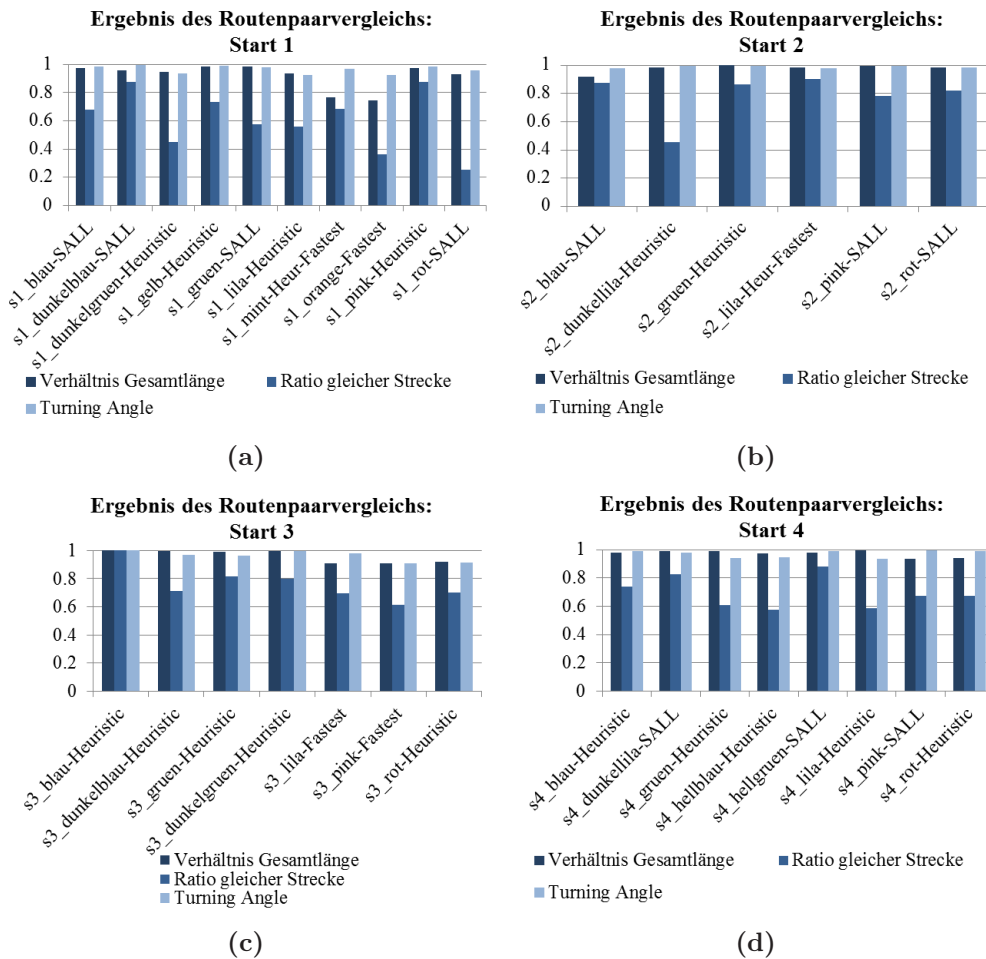 Ergebnis des Routenpaarvergleichs:
Start 1
1
0.8
0.6
0.4
0.2
0
s1_blau-SALL
s1_dunkelblau-SALL
s1_dunkelgruen-Heuristic
s1_gelb-Heuristic
s1_gruen-SALL
s1_lila-Heuristic
s1_mint-Heur-Fastest
s1_orange-Fastest
s1_pink-Heuristic
s1_rot-SALL
Verhältnis Gesamtlänge
Ratio gleicher Strecke
Turning Angle
(a)
Ergebnis des Routenpaarvergleichs:
Start 2
1
0.8
0.6
0.4
0.2
0
s2_blau-SALL
s2_dunkellila-Heuristic
s2_gruen-Heuristic
s2_lila-Heur-Fastest
s2_pink-SALL
s2_rot-SALL
Verhältnis Gesamtlänge
Ratio gleicher Strecke
Turning Angle
(b)
Ergebnis des Routenpaarvergleichs:
Start 3
1
0.8
0.6
0.4
0.2
0
s3_blau-Heuristic
s3_dunkelblau-Heuristic
s3_gruen-Heuristic
s3_dunkelgruen-Heuristic
s3_lila-Fastest
s3_pink-Fastest
s3_rot-Heuristic
Verhältnis Gesamtlänge
Ratio gleicher Strecke
Turning Angle
(c)
Ergebnis des Routenpaarvergleichs:
Start 4
1
0.8
0.6
0.4
0.2
0
s4_blau-Heuristic
s4_dunkellila-SALL
s4_gruen-Heuristic
s4_hellblau-Heuristic
s4_hellgruen-SALL
s4_lila-Heuristic
s4_pink-SALL
s4_rot-Heuristic
Verhältnis Gesamtlänge
Ratio gleicher Strecke
Turning Angle
(d)